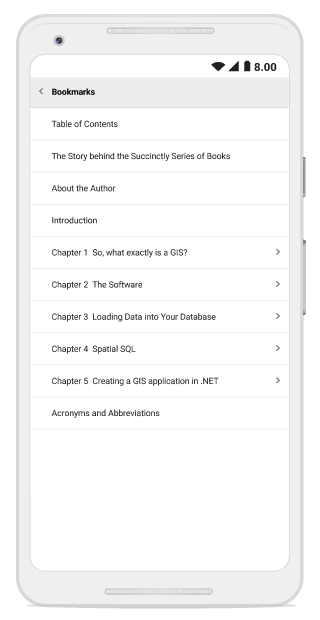 8.00
Bookmarks
Table of Contents
The Story behind the Succinctly Series of Books
About the Author
Introduction
Chapter 1 So, what exactly is a GIS?
Chapter 2 The Software
Chapter 3 Loading Data into Your Database
Chapter 4 Spatial SQL
Chapter 5 Creating a GIS application in .NET
Acronyms and Abbreviations